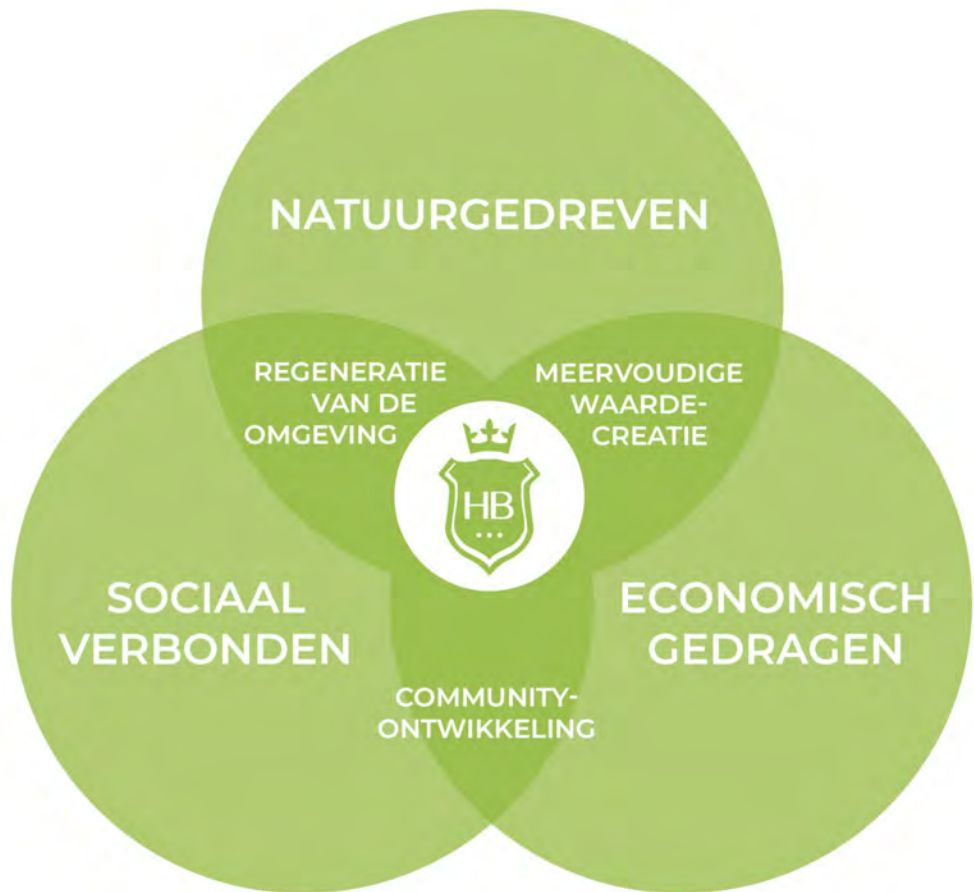 NATUURGEDREVEN
REGENERATIE
VAN DE
OMGEVING
MEERVOUDIGE
WAARDE-
CREATIE
HB
SOCIAAL
VERBONDEN
ECONOMISCH
GEDRAGEN
COMMUNITY-
ONTWIKKELING